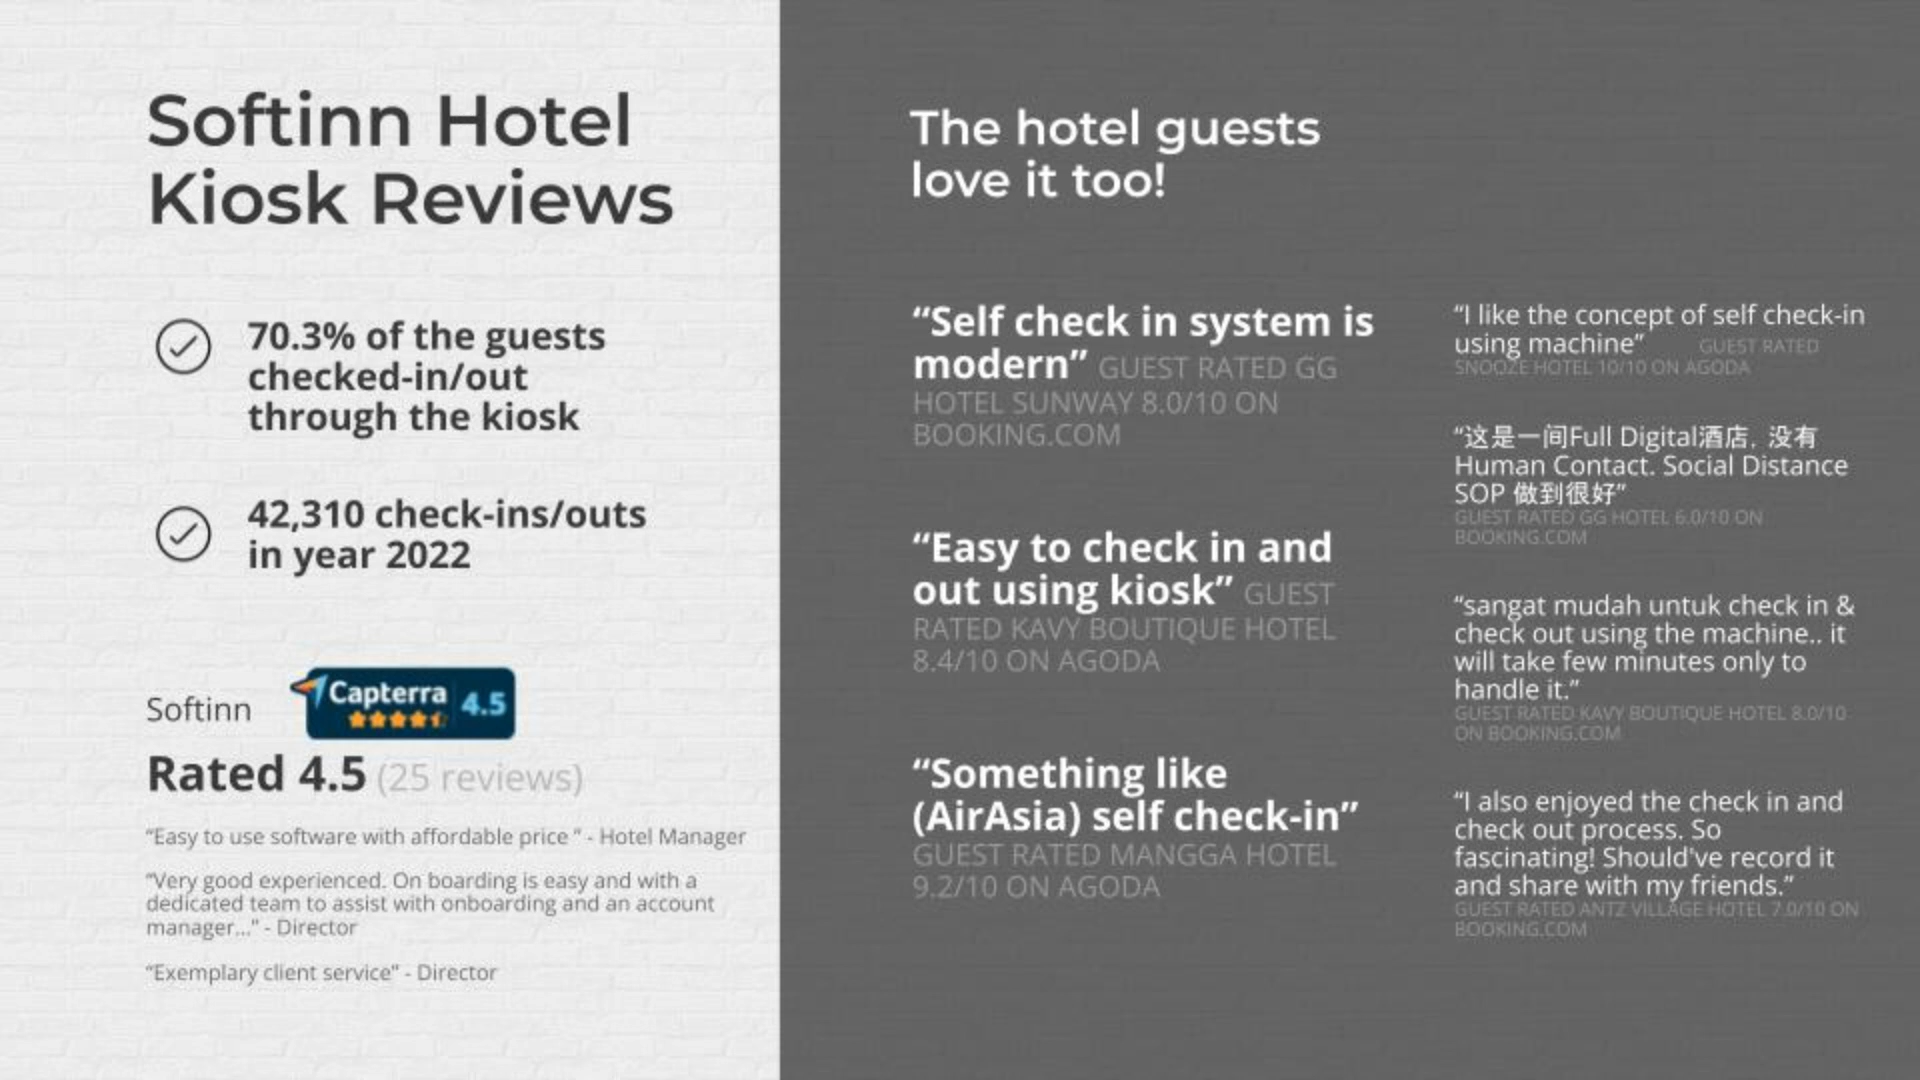 Softinn Hotel
Kiosk Reviews
70.3% of the guests
checked-in/out
through the kiosk
42,310 check-ins/outs
in year 2022
Softinn
Capterra 4.5
Rated 4.5 (25 reviews)
“Easy to use software with affordable price ” - Hotel Manager
“Very good experienced. On boarding is easy and with a
dedicated team to assist with onboarding and an account
manager...” - Director
“Exemplary client service” - Director
The hotel guests
love it too!
“Self check in system is
modern” GUEST RATED GG
HOTEL SUNWAY 8.0/10 ON
BOOKING.COM
“Easy to check in and
out using kiosk” GUEST
RATED KAVY BOUTIQUE HOTEL
8.4/10 ON AGODA
“Something like
(AirAsia) self check-in”
GUEST RATED MANGGA HOTEL
9.2/10 ON AGODA
“I like the concept of self check-in
using machine” GUEST RATED
SNOOZE HOTEL 10/10 ON AGODA
“这是一间Full Digital酒店，没有
Human Contact. Social Distance
SOP 做到很好”
GUEST RATED GG HOTEL 6.0/10 ON
BOOKING.COM
“sangat mudah untuk check in &
check out using the machine.. it
will take few minutes only to
handle it.”
GUEST RATED KAVY BOUTIQUE HOTEL 8.0/10
ON BOOKING.COM
“I also enjoyed the check in and
check out process. So
fascinating! Should've record it
and share with my friends.”
GUEST RATED ANTZ VILLAGE HOTEL 7.0/10 ON
BOOKING.COM